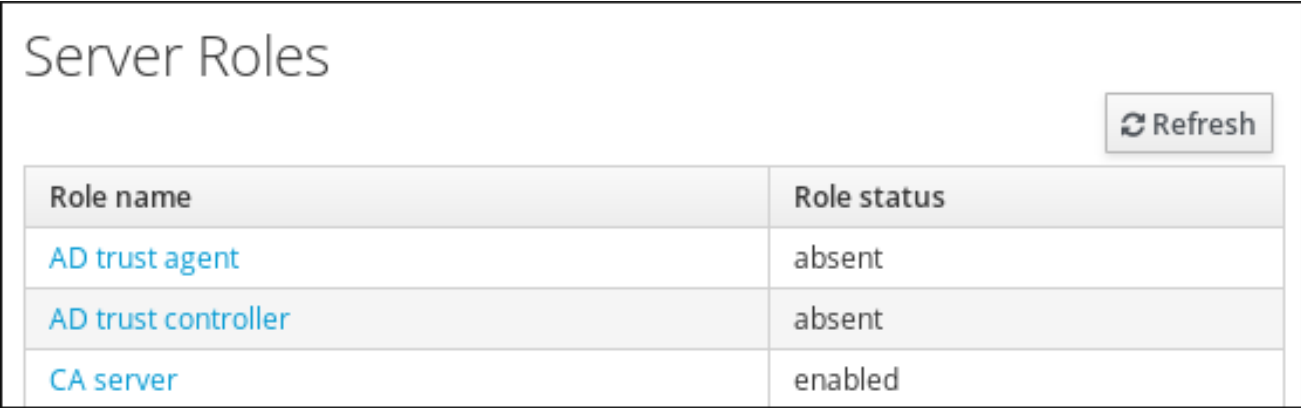 Server Roles
Refresh
Role name Role status
AD trust agent absent
AD trust controller absent
CA server enabled